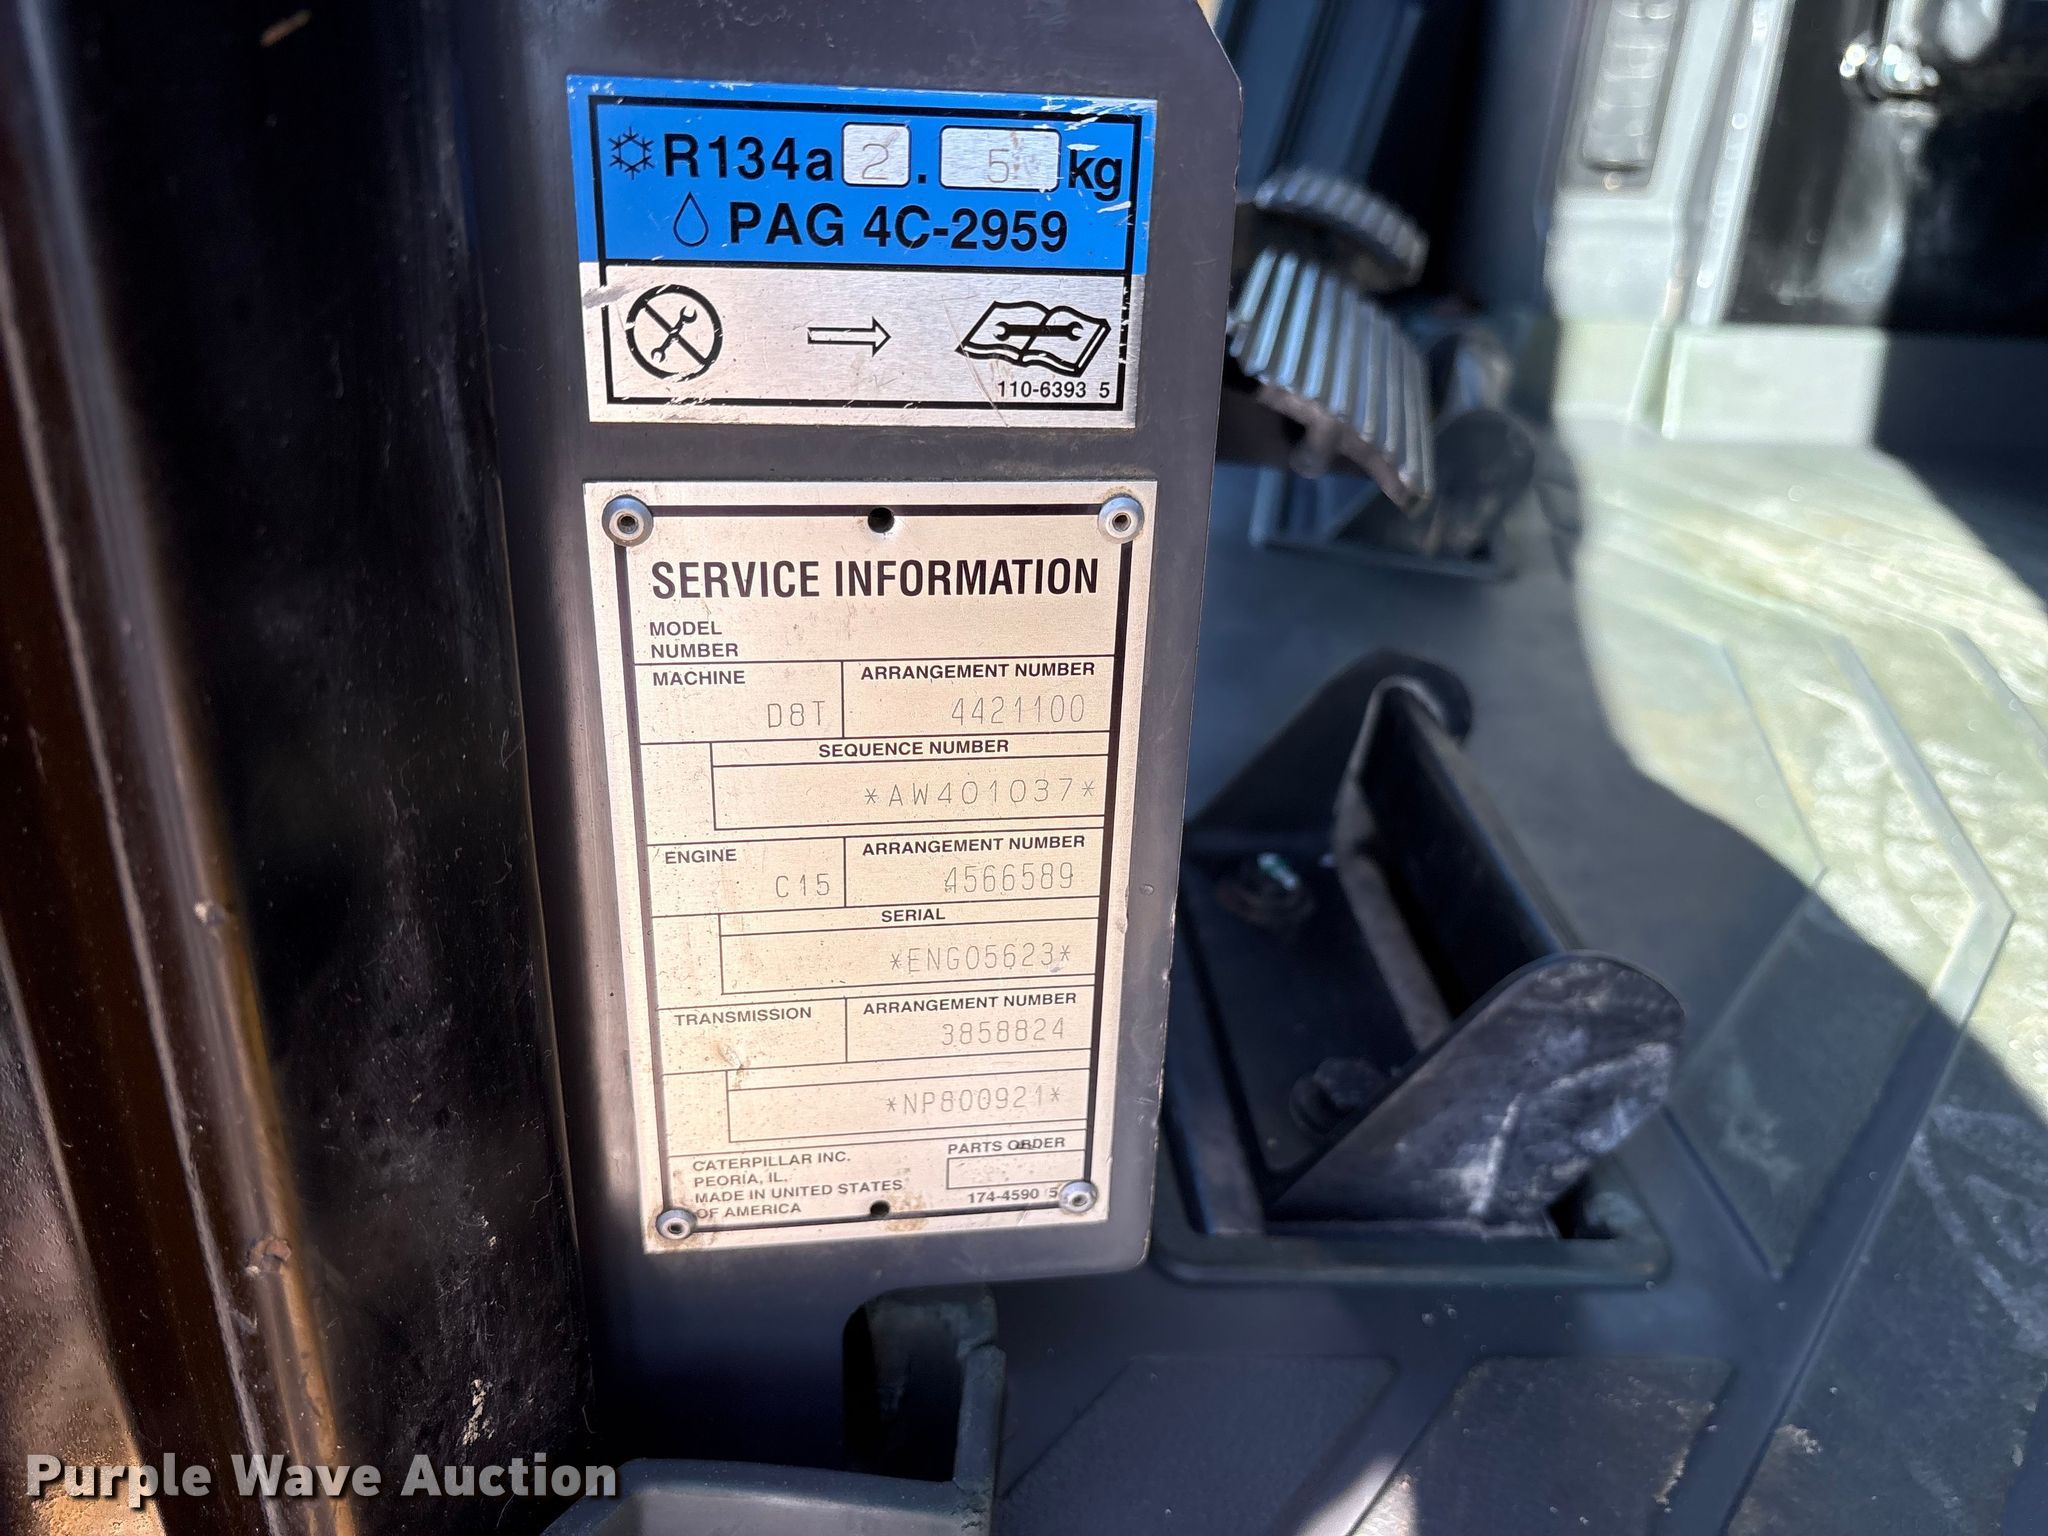 R134a 2.5 kg
PAG 4C-2959
110-6393 5
SERVICE INFORMATION
MODEL
NUMBER
MACHINE
ARRANGEMENT NUMBER
D8T
4421100
SEQUENCE NUMBER
*AW401037*
ENGINE
ARRANGEMENT NUMBER
C15
4566589
SERIAL
*ENG05623*
TRANSMISSION
ARRANGEMENT NUMBER
3858824
*NP800921*
CATERPILLAR INC.
PEORIA, IL.
MADE IN UNITED STATES
OF AMERICA
PARTS ORDER
174-4590 5
Purple Wave Auction